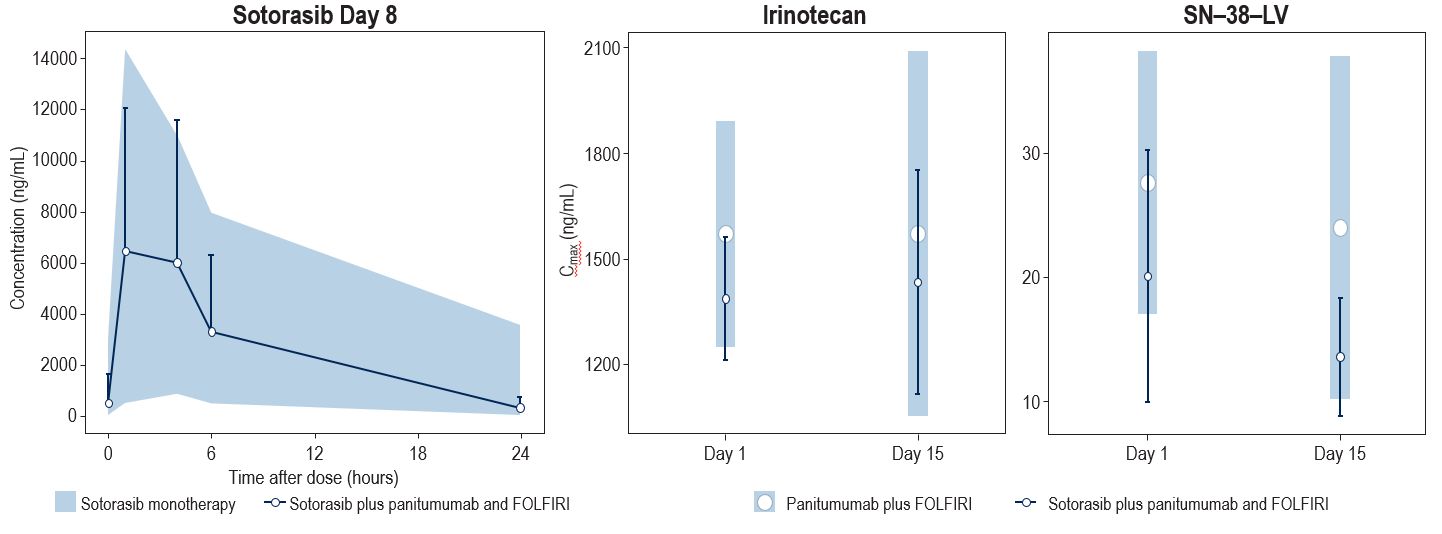 Sotorasib Day 8
Irinotecan
SN–38–LV
Concentration (ng/mL)
14000
12000
10000
8000
6000
4000
2000
0
0
6
12
18
24
Time after dose (hours)
Cmax (ng/mL)
2100
1800
1500
1200
Day 1
Day 15
30
20
10
Day 1
Day 15
Sotorasib monotherapy
Sotorasib plus panitumumab and FOLFIRI
Panitumumab plus FOLFIRI
Sotorasib plus panitumumab and FOLFIRI